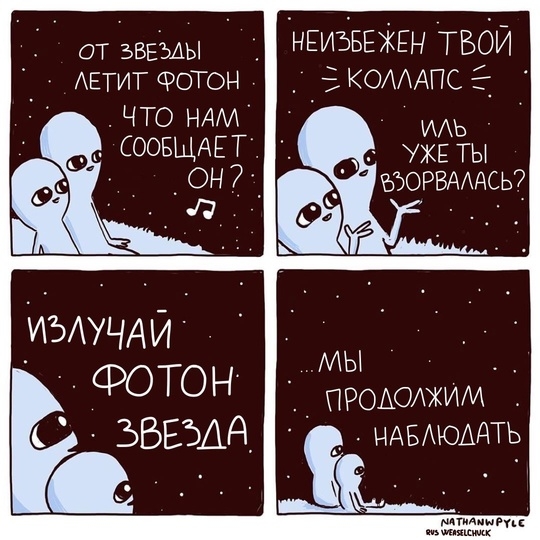 ОТ ЗВЕЗДЫ
ЛЕТИТ ФОТОН
ЧТО НАМ
СООБЩАЕТ
ОН?
НЕИЗБЕЖЕН ТВОЙ
КОЛЛАПС
ИЛЬ
УЖЕ ТЫ
ВЗОРВАЛАСЬ?
ИЗЛУЧАЙ
ФОТОН
ЗВЕЗДА
...МЫ
ПРОДОЛЖИМ
НАБЛЮДАТЬ
NATHANWPYLE
RUS WEASELCHUCK